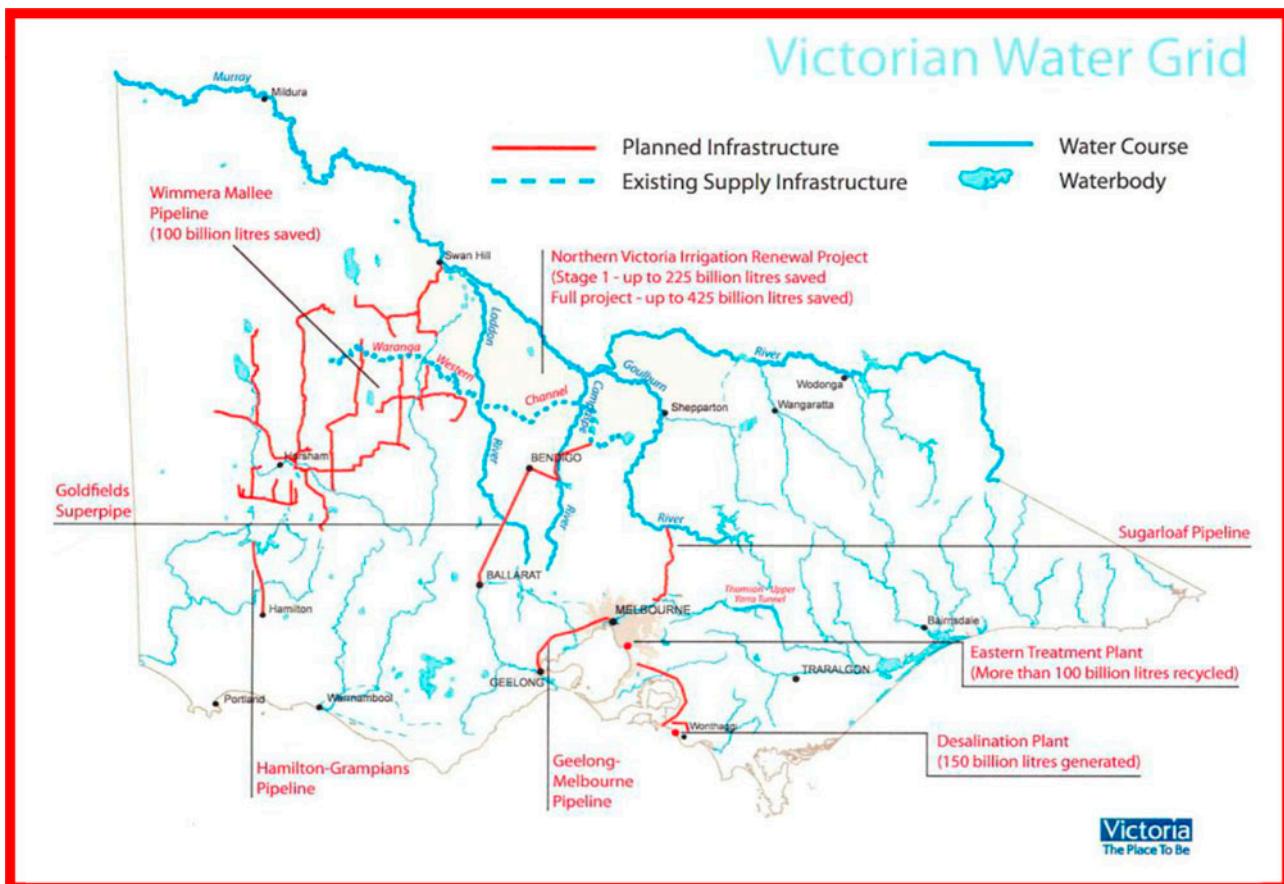 Victorian Water Grid
Murray
Mildura
Planned Infrastructure
Water Course
Existing Supply Infrastructure
Waterbody
Wimmera Mallee
Pipeline
(100 billion litres saved)
Swan Hill
Northern Victoria Irrigation Renewal Project
(Stage 1 - up to 225 billion litres saved
Full project - up to 425 billion litres saved)
Loddon
Waranga
Western
Channel
Campaspe
Goulburn
River
Wodonga
Shepparton
Wangaratta
Horsham
BENDIGO
River
Goldfields
Superpipe
River
River
Sugarloaf Pipeline
BALLARAT
Hamilton
MELBOURNE
Thomson - Upper
Yarra Tunnel
Bairnsdale
Eastern Treatment Plant
(More than 100 billion litres recycled)
GEELONG
TRARALGON
Portland
Warrnambool
Wonthaggi
Desalination Plant
(150 billion litres generated)
Hamilton-Grampians
Pipeline
Geelong-
Melbourne
Pipeline
Victoria
The Place To Be